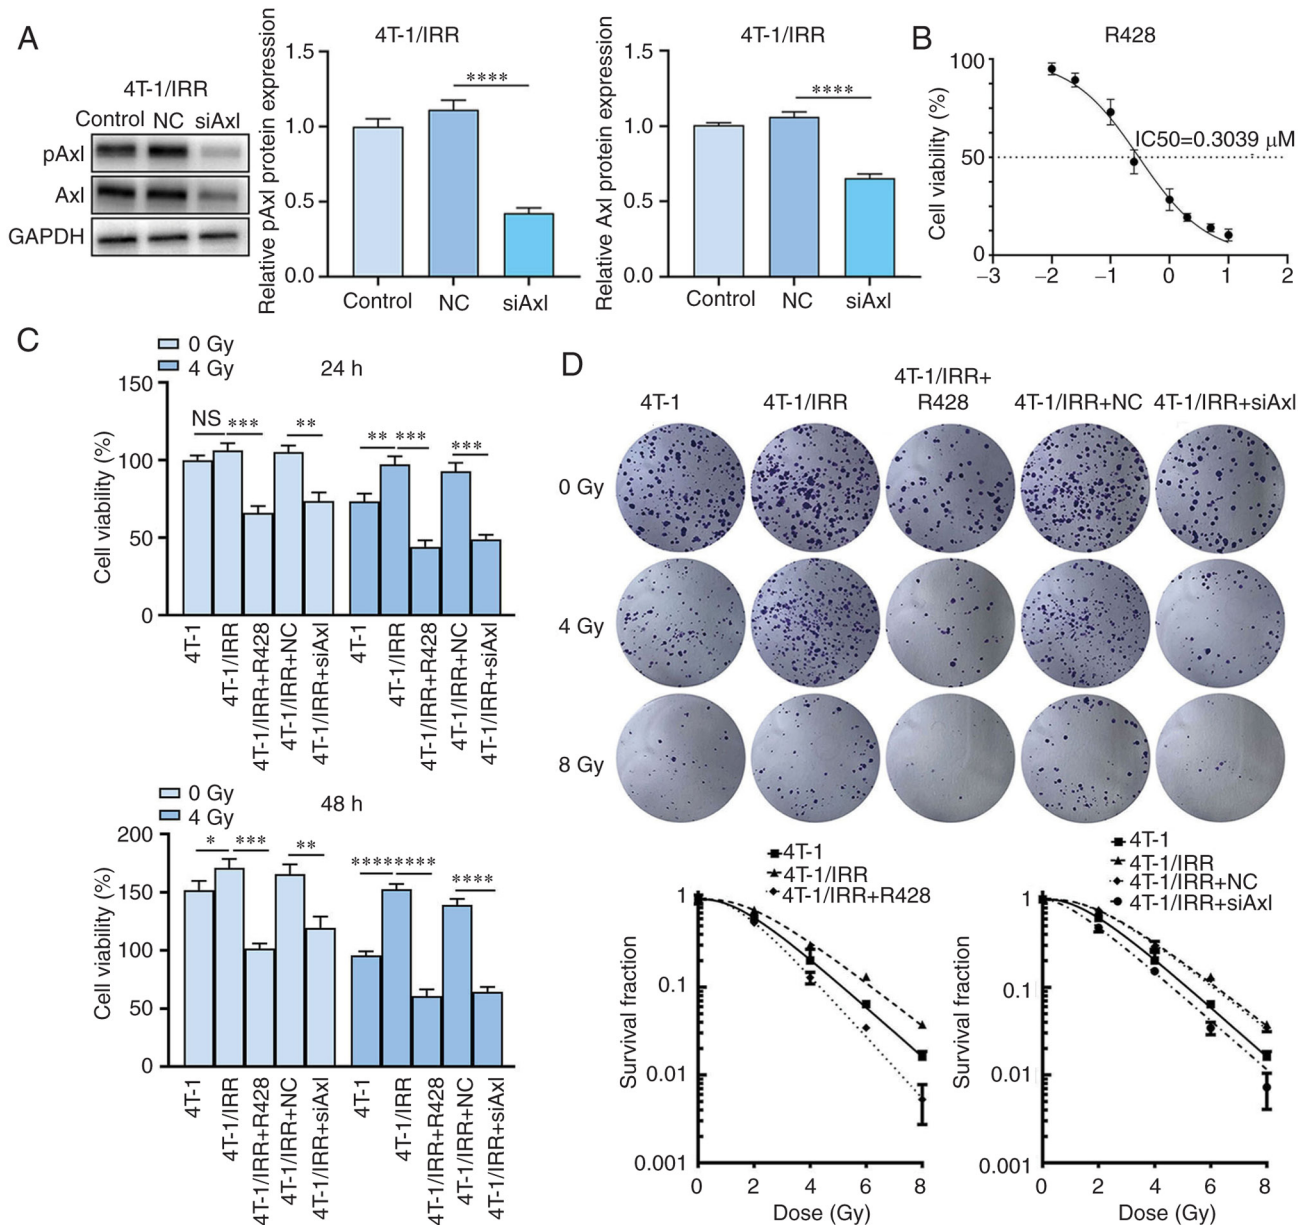 A
4T-1/IRR
Control NC siAxl
pAxl
Axl
GAPDH
4T-1/IRR
Relative pAxl protein expression
1.5
1.0
0.5
0.0
****
Control NC siAxl
4T-1/IRR
Relative Axl protein expression
1.5
1.0
0.5
0.0
****
Control NC siAxl
B
R428
Cell viability (%)
100
50
0
IC50=0.3039 μM
−3 −2 −1 0 1 2
C
0 Gy
4 Gy
24 h
Cell viability (%)
150
100
50
0
NS *** ** ** *** ***
4T-1
4T-1/IRR
4T-1/IRR+R428
4T-1/IRR+NC
4T-1/IRR+siAxl
4T-1
4T-1/IRR
4T-1/IRR+R428
4T-1/IRR+NC
4T-1/IRR+siAxl
0 Gy
4 Gy
48 h
Cell viability (%)
200
150
100
50
0
* *** ** ******** ****
4T-1
4T-1/IRR
4T-1/IRR+R428
4T-1/IRR+NC
4T-1/IRR+siAxl
4T-1
4T-1/IRR
4T-1/IRR+R428
4T-1/IRR+NC
4T-1/IRR+siAxl
D
4T-1
4T-1/IRR
4T-1/IRR+
R428
4T-1/IRR+NC
4T-1/IRR+siAxl
0 Gy
4 Gy
8 Gy
4T-1
4T-1/IRR
4T-1/IRR+R428
Survival fraction
1
0.1
0.01
0.001
0 2 4 6 8
Dose (Gy)
4T-1
4T-1/IRR
4T-1/IRR+NC
4T-1/IRR+siAxl
Survival fraction
1
0.1
0.01
0.001
0 2 4 6 8
Dose (Gy)